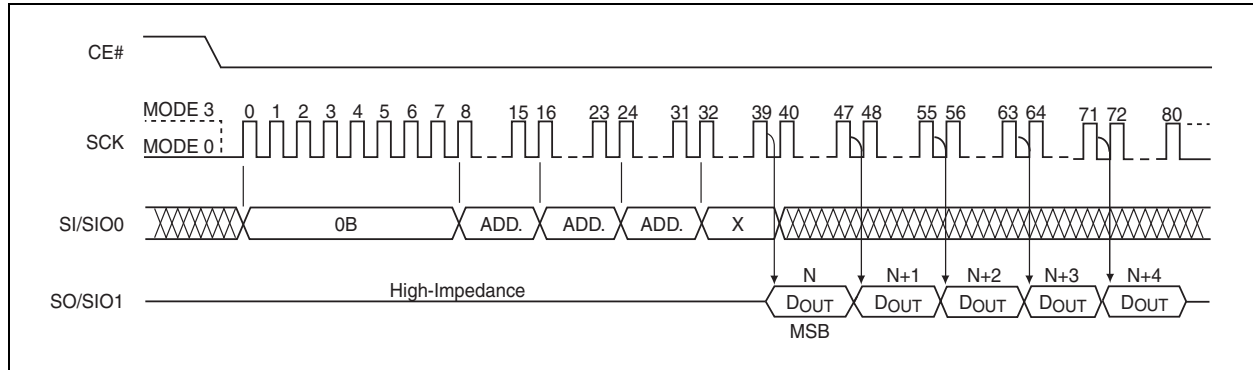 CE#
MODE 3 0 1 2 3 4 5 6 7 8 15 16 23 24 31 32 39 40 47 48 55 56 63 64 71 72 80
SCK
MODE 0
SI/SIO0 0B ADD. ADD. ADD. X
N N+1 N+2 N+3 N+4
SO/SIO1 High-Impedance DOUT DOUT DOUT DOUT DOUT
MSB